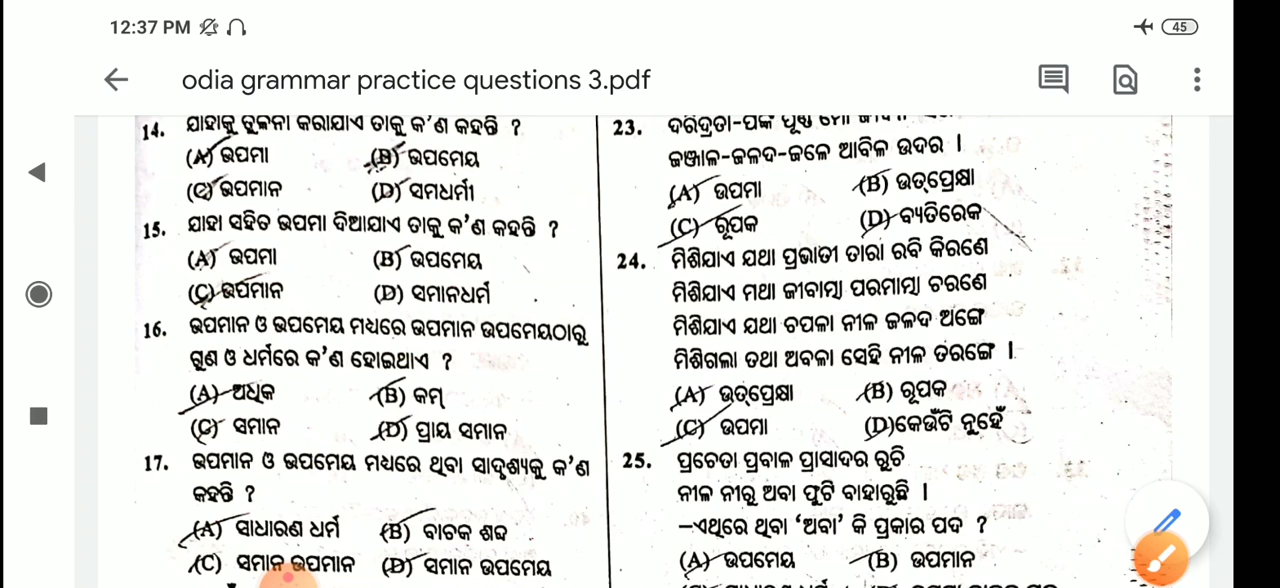 12:37 PM
45
odia grammar practice questions 3.pdf
14. ଯାହାକୁ ତୁଳନା କରାଯାଏ ତାକୁ କ'ଣ କହନ୍ତି ?
(A) ଉପମା (B) ଉପମେୟ
(C) ଉପମାନ (D) ସମଧର୍ମୀ
15. ଯାହା ସହିତ ଉପମା ଦିଆଯାଏ ତାକୁ କ'ଣ କହନ୍ତି ?
(A) ଉପମା (B) ଉପମେୟ
(C) ଉପମାନ (D) ସମାନଧର୍ମ
16. ଉପମାନ ଓ ଉପମେୟ ମଧ୍ୟରେ ଉପମାନ ଉପମେୟଠାରୁ
ଗୁଣ ଓ ଧର୍ମରେ କ'ଣ ହୋଇଥାଏ ?
(A) ଅଧିକ (B) କମ୍
(C) ସମାନ (D) ପ୍ରାୟ ସମାନ
17. ଉପମାନ ଓ ଉପମେୟ ମଧ୍ୟରେ ଥିବା ସାଦୃଶ୍ୟକୁ କ'ଣ
କହନ୍ତି ?
(A) ସାଧାରଣ ଧର୍ମ (B) ବାଚକ ଶବ୍ଦ
(C) ସମାନ ଉପମାନ (D) ସମାନ ଉପମେୟ
23. ଦରିଦ୍ରତା-ପଙ୍କ ପୂର୍ଣ୍ଣ ମୋ
ଜଞ୍ଜାଳ-ଜଳଦ-ଜଳେ ଆବିଳ ଉଦର ।
(A) ଉପମା (B) ଉତ୍ପ୍ରେକ୍ଷା
(C) ରୂପକ (D) ବ୍ୟତିରେକ
24. ମିଶିଯାଏ ଯଥା ପ୍ରଭାତୀ ତାରା ରବି କିରଣେ
ମିଶିଯାଏ ମଥା ଜୀବାତ୍ମା ପରମାତ୍ମା ଚରଣେ
ମିଶିଯାଏ ଯଥା ଚପଳା ନୀଳ ଜଳଦ ଅଙ୍ଗେ
ମିଶିଗଲା ତଥା ଅବଳା ସେହି ନୀଳ ତରଙ୍ଗେ ।
(A) ଉତ୍ପ୍ରେକ୍ଷା (B) ରୂପକ
(C) ଉପମା (D)କେଉଁଟି ନୁହେଁ
25. ପ୍ରଚେତା ପ୍ରବାଳ ପ୍ରାସାଦର ରୁଚି
ନୀଳ ନୀରୁ ଅବା ଫୁଟି ବାହାରୁଛି ।
–ଏଥିରେ ଥିବା 'ଅବା' କି ପ୍ରକାର ପଦ ?
(A) ଉପମେୟ (B) ଉପମାନ